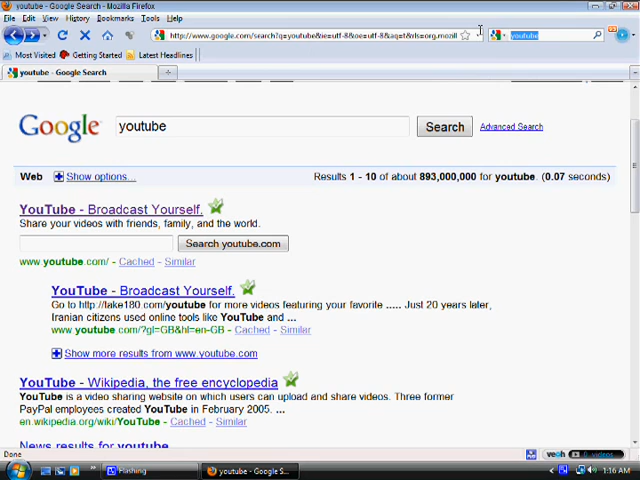 youtube - Google Search - Mozilla Firefox
File Edit View History Bookmarks Tools Help
http://www.google.com/search?q=youtube&ie=utf-8&oe=utf-8&aq=t&rls=org.mozill
youtube
Most Visited Getting Started Latest Headlines
youtube - Google Search
Google youtube Search Advanced Search
Web Show options... Results 1 - 10 of about 893,000,000 for youtube. (0.07 seconds)
YouTube - Broadcast Yourself.
Share your videos with friends, family, and the world.
Search youtube.com
www.youtube.com/ - Cached - Similar
YouTube - Broadcast Yourself.
Go to http://take180.com/youtube for more videos featuring your favorite ..... Just 20 years later,
Iranian citizens used online tools like YouTube and ...
www.youtube.com/?gl=GB&hl=en-GB - Cached - Similar
Show more results from www.youtube.com
YouTube - Wikipedia, the free encyclopedia
YouTube is a video sharing website on which users can upload and share videos. Three former
PayPal employees created YouTube in February 2005. ...
en.wikipedia.org/wiki/YouTube - Cached - Similar
News results for youtube
Done
veoh 0 videos
Flashing youtube - Google S... 1:16 AM